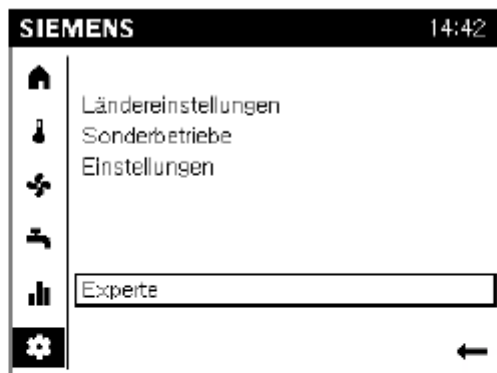 SIEMENS 14:42
Ländereinstellungen
Sonderbetriebe
Einstellungen
Experte